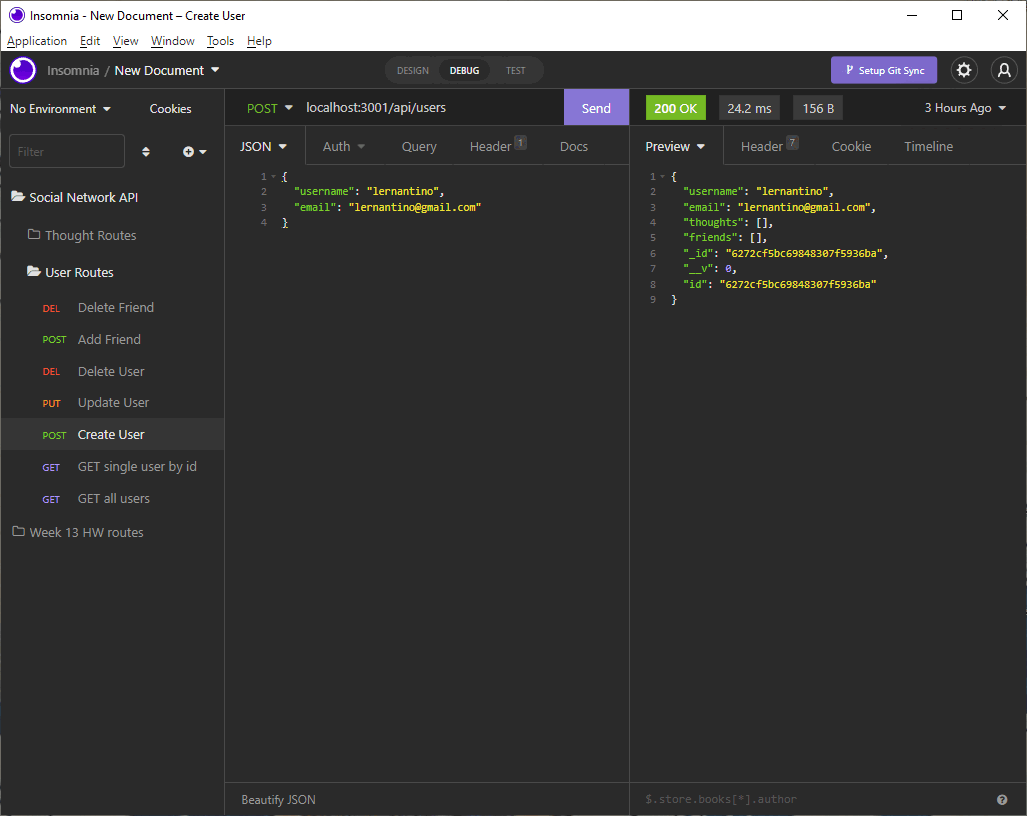 Insomnia - New Document – Create User
Application Edit View Window Tools Help
Insomnia / New Document
DESIGN DEBUG TEST
Setup Git Sync
No Environment Cookies
Filter
Social Network API
Thought Routes
User Routes
DEL Delete Friend
POST Add Friend
DEL Delete User
PUT Update User
POST Create User
GET GET single user by id
GET GET all users
Week 13 HW routes
POST localhost:3001/api/users Send
JSON Auth Query Header 1 Docs
1 {
2 "username": "lernantino",
3 "email": "lernantino@gmail.com"
4 }
Beautify JSON
200 OK 24.2 ms 156 B 3 Hours Ago
Preview Header 7 Cookie Timeline
1 {
2 "username": "lernantino",
3 "email": "lernantino@gmail.com",
4 "thoughts": [],
5 "friends": [],
6 "_id": "6272cf5bc69848307f5936ba",
7 "__v": 0,
8 "id": "6272cf5bc69848307f5936ba"
9 }
$.store.books[*].author